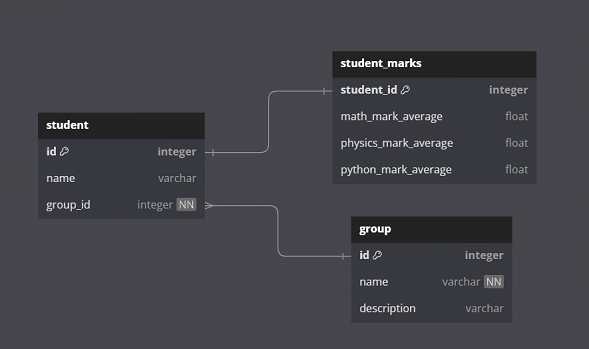 student
id integer
name varchar
group_id integer NN
student_marks
student_id integer
math_mark_average float
physics_mark_average float
python_mark_average float
group
id integer
name varchar NN
description varchar